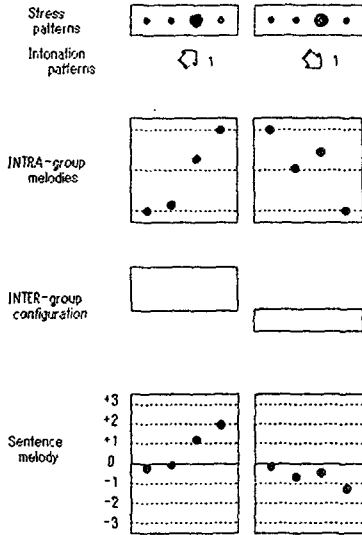 Stress
patterns
Intonation
patterns
1
1
INTRA-group
melodies
INTER-group
configuration
Sentence
melody
+3
+2
+1
0
-1
-2
-3